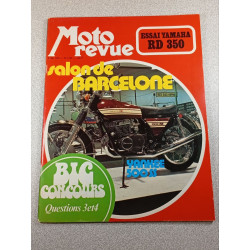 Moto
revue
ESSAI YAMAHA
RD 350
salon de
BARCELONE
BIG
CONCOURS
Questions 3et4